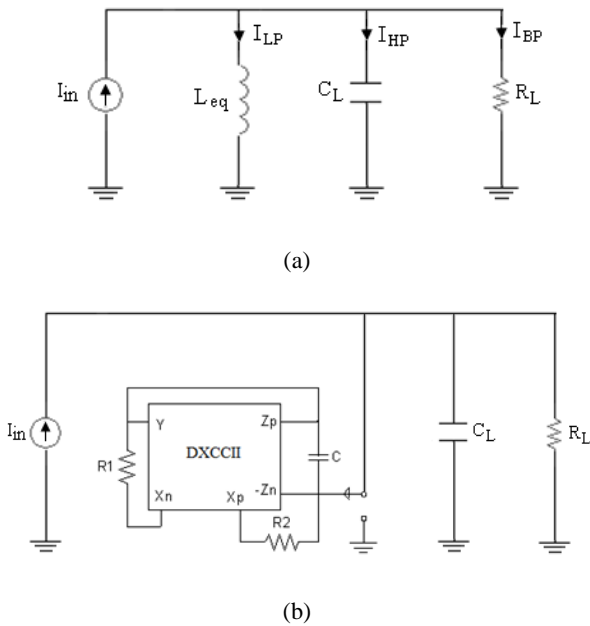 I_LP I_HP I_BP
I_in L_eq C_L R_L
(a)
Y Zp
I_in R1 DXCCII C C_L R_L
-Zn
Xn Xp
R2
(b)